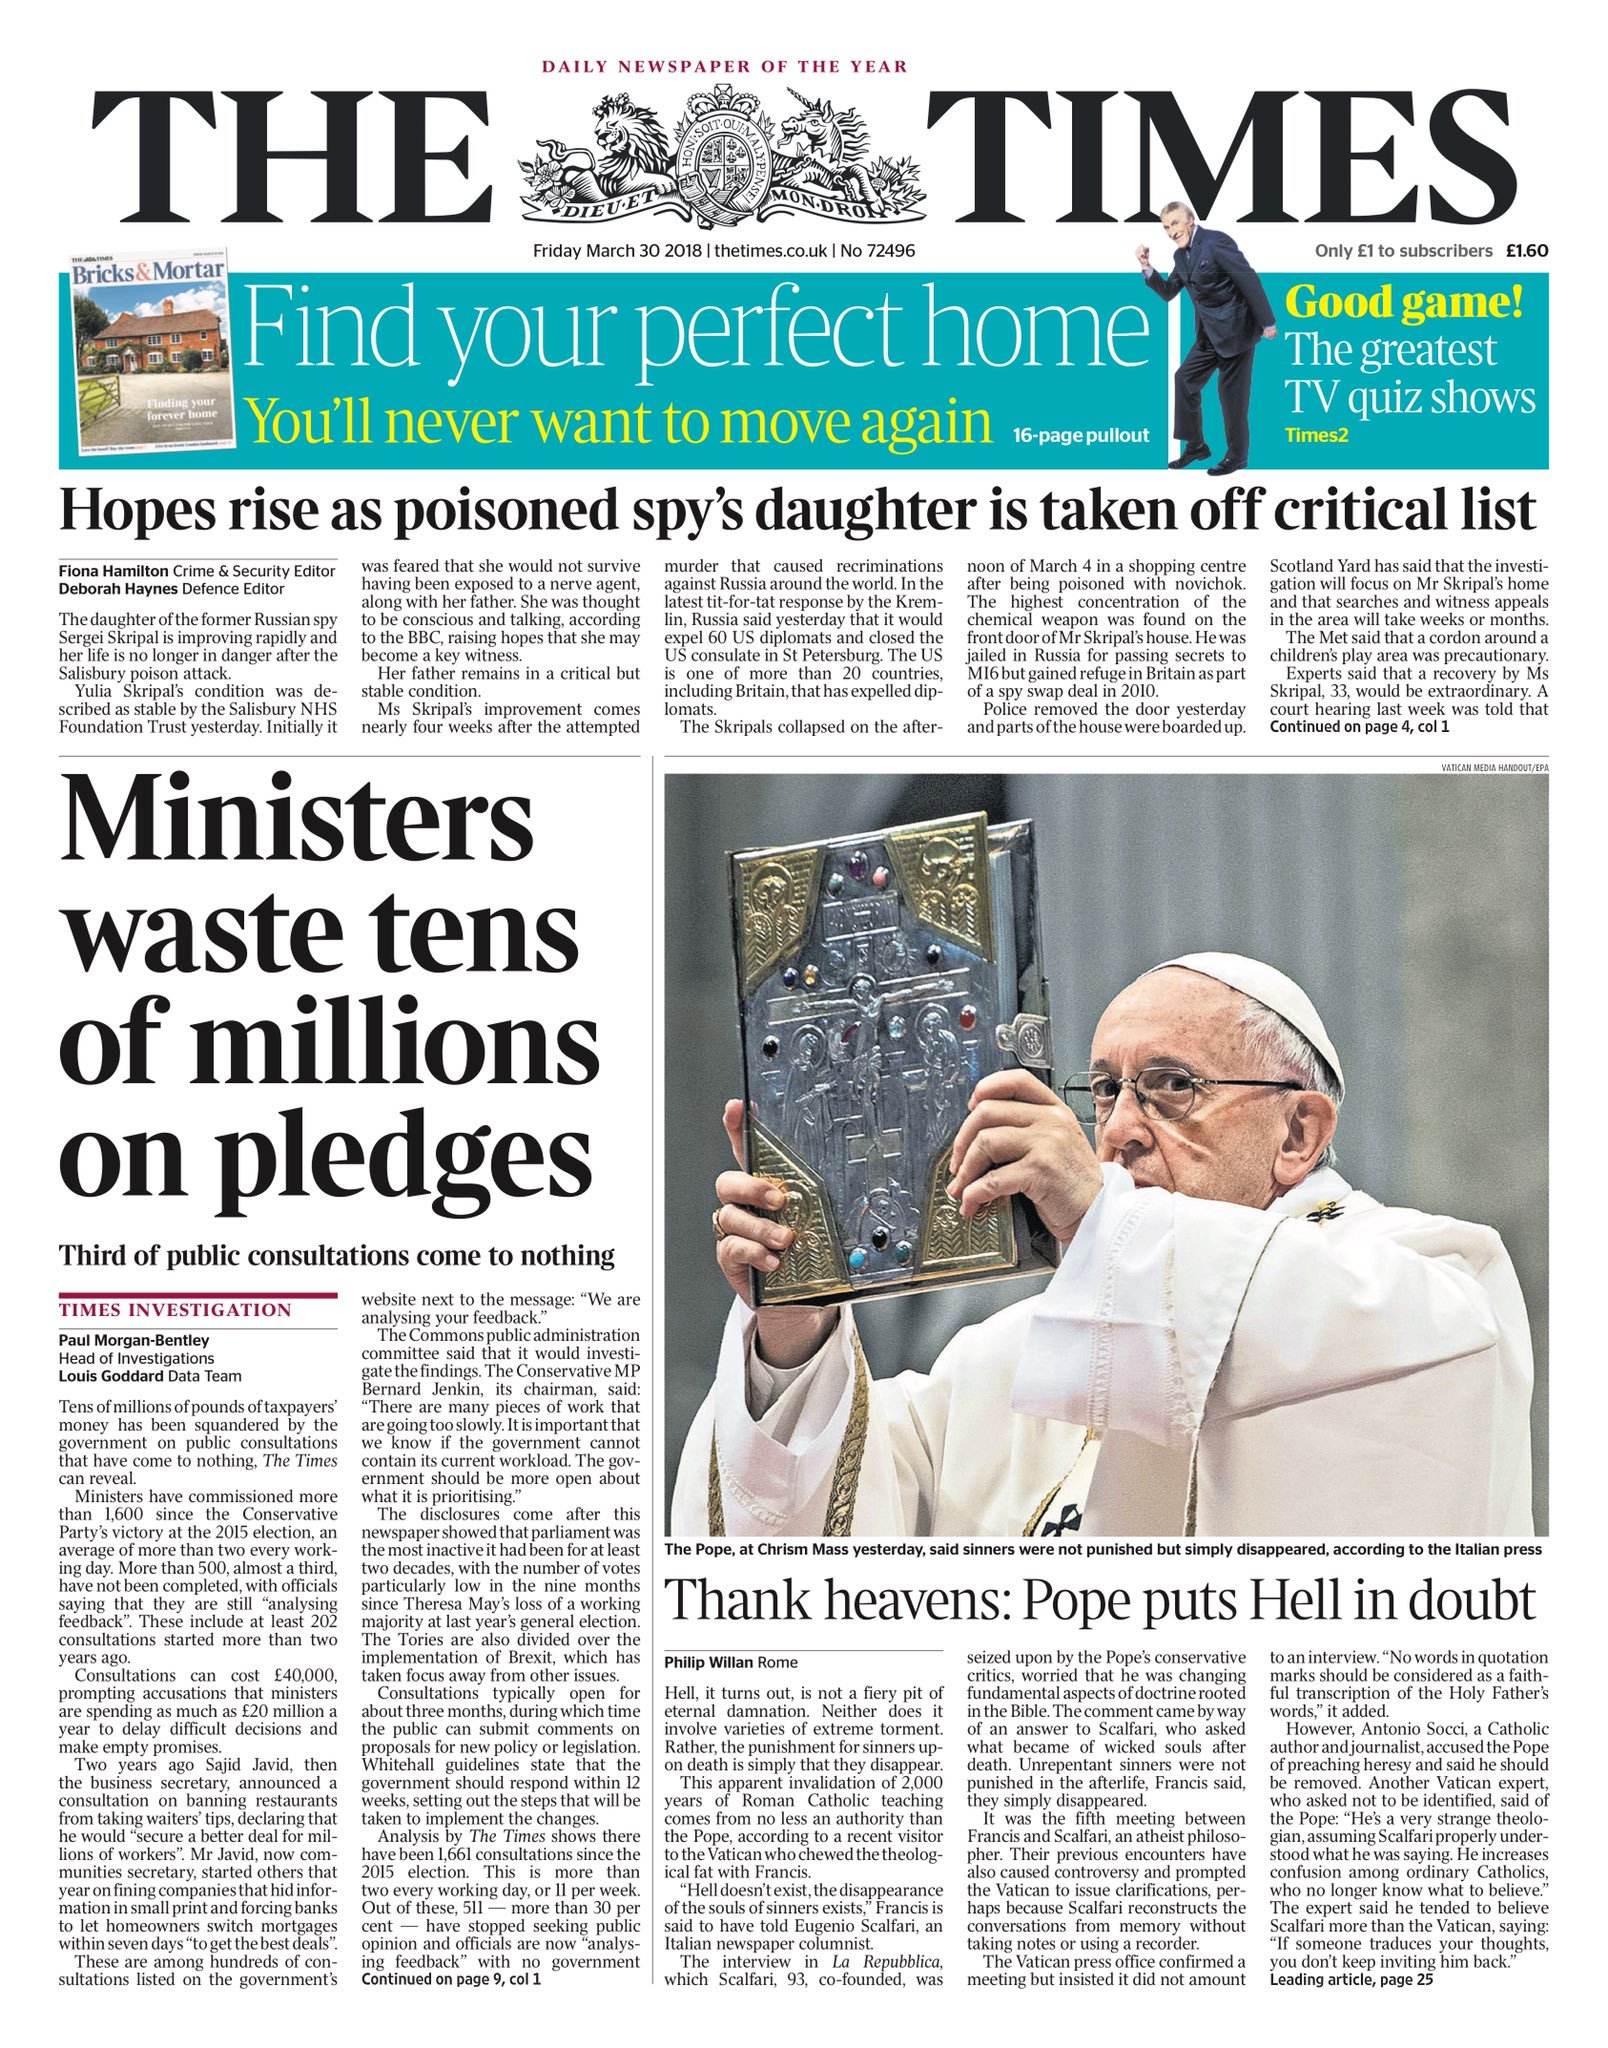 DAILY NEWSPAPER OF THE YEAR
THE TIMES
HONI·SOIT·QUI·MAL·Y·PENSE
DIEU·ET MON·DROIT
Friday March 30 2018 | thetimes.co.uk | No 72496
Only £1 to subscribers £1.60
THE TIMES
Bricks&Mortar
Finding your
forever home
Find your perfect home
You'll never want to move again 16-page pullout
Good game!
The greatest
TV quiz shows
Times2
Hopes rise as poisoned spy's daughter is taken off critical list
Fiona Hamilton Crime & Security Editor
Deborah Haynes Defence Editor
The daughter of the former Russian spy
Sergei Skripal is improving rapidly and
her life is no longer in danger after the
Salisbury poison attack.
Yulia Skripal's condition was de-
scribed as stable by the Salisbury NHS
Foundation Trust yesterday. Initially it
was feared that she would not survive
having been exposed to a nerve agent,
along with her father. She was thought
to be conscious and talking, according
to the BBC, raising hopes that she may
become a key witness.
Her father remains in a critical but
stable condition.
Ms Skripal's improvement comes
nearly four weeks after the attempted
murder that caused recriminations
against Russia around the world. In the
latest tit-for-tat response by the Krem-
lin, Russia said yesterday that it would
expel 60 US diplomats and closed the
US consulate in St Petersburg. The US
is one of more than 20 countries,
including Britain, that has expelled dip-
lomats.
The Skripals collapsed on the after-
noon of March 4 in a shopping centre
after being poisoned with novichok.
The highest concentration of the
chemical weapon was found on the
front door of Mr Skripal's house. He was
jailed in Russia for passing secrets to
MI6 but gained refuge in Britain as part
of a spy swap deal in 2010.
Police removed the door yesterday
and parts of the house were boarded up.
Scotland Yard has said that the investi-
gation will focus on Mr Skripal's home
and that searches and witness appeals
in the area will take weeks or months.
The Met said that a cordon around a
children's play area was precautionary.
Experts said that a recovery by Ms
Skripal, 33, would be extraordinary. A
court hearing last week was told that
Continued on page 4, col 1
Ministers
waste tens
of millions
on pledges
Third of public consultations come to nothing
TIMES INVESTIGATION
Paul Morgan-Bentley
Head of Investigations
Louis Goddard Data Team
Tens of millions of pounds of taxpayers'
money has been squandered by the
government on public consultations
that have come to nothing, The Times
can reveal.
Ministers have commissioned more
than 1,600 since the Conservative
Party's victory at the 2015 election, an
average of more than two every work-
ing day. More than 500, almost a third,
have not been completed, with officials
saying that they are still "analysing
feedback". These include at least 202
consultations started more than two
years ago.
Consultations can cost £40,000,
prompting accusations that ministers
are spending as much as £20 million a
year to delay difficult decisions and
make empty promises.
Two years ago Sajid Javid, then
the business secretary, announced a
consultation on banning restaurants
from taking waiters' tips, declaring that
he would "secure a better deal for mil-
lions of workers". Mr Javid, now com-
munities secretary, started others that
year on fining companies that hid infor-
mation in small print and forcing banks
to let homeowners switch mortgages
within seven days "to get the best deals".
These are among hundreds of con-
sultations listed on the government's
website next to the message: "We are
analysing your feedback."
The Commons public administration
committee said that it would investi-
gate the findings. The Conservative MP
Bernard Jenkin, its chairman, said:
"There are many pieces of work that
are going too slowly. It is important that
we know if the government cannot
contain its current workload. The gov-
ernment should be more open about
what it is prioritising."
The disclosures come after this
newspaper showed that parliament was
the most inactive it had been for at least
two decades, with the number of votes
particularly low in the nine months
since Theresa May's loss of a working
majority at last year's general election.
The Tories are also divided over the
implementation of Brexit, which has
taken focus away from other issues.
Consultations typically open for
about three months, during which time
the public can submit comments on
proposals for new policy or legislation.
Whitehall guidelines state that the
government should respond within 12
weeks, setting out the steps that will be
taken to implement the changes.
Analysis by The Times shows there
have been 1,661 consultations since the
2015 election. This is more than
two every working day, or 11 per week.
Out of these, 511 — more than 30 per
cent — have stopped seeking public
opinion and officials are now "analys-
ing feedback" with no government
Continued on page 9, col 1
VATICAN MEDIA HANDOUT/EPA
The Pope, at Chrism Mass yesterday, said sinners were not punished but simply disappeared, according to the Italian press
Thank heavens: Pope puts Hell in doubt
Philip Willan Rome
Hell, it turns out, is not a fiery pit of
eternal damnation. Neither does it
involve varieties of extreme torment.
Rather, the punishment for sinners up-
on death is simply that they disappear.
This apparent invalidation of 2,000
years of Roman Catholic teaching
comes from no less an authority than
the Pope, according to a recent visitor
to the Vatican who chewed the theolog-
ical fat with Francis.
"Hell doesn't exist, the disappearance
of the souls of sinners exists," Francis is
said to have told Eugenio Scalfari, an
Italian newspaper columnist.
The interview in La Repubblica,
which Scalfari, 93, co-founded, was
seized upon by the Pope's conservative
critics, worried that he was changing
fundamental aspects of doctrine rooted
in the Bible. The comment came by way
of an answer to Scalfari, who asked
what became of wicked souls after
death. Unrepentant sinners were not
punished in the afterlife, Francis said,
they simply disappeared.
It was the fifth meeting between
Francis and Scalfari, an atheist philoso-
pher. Their previous encounters have
also caused controversy and prompted
the Vatican to issue clarifications, per-
haps because Scalfari reconstructs the
conversations from memory without
taking notes or using a recorder.
The Vatican press office confirmed a
meeting but insisted it did not amount
to an interview. "No words in quotation
marks should be considered as a faith-
ful transcription of the Holy Father's
words," it added.
However, Antonio Socci, a Catholic
author and journalist, accused the Pope
of preaching heresy and said he should
be removed. Another Vatican expert,
who asked not to be identified, said of
the Pope: "He's a very strange theolo-
gian, assuming Scalfari properly under-
stood what he was saying. He increases
confusion among ordinary Catholics,
who no longer know what to believe."
The expert said he tended to believe
Scalfari more than the Vatican, saying:
"If someone traduces your thoughts,
you don't keep inviting him back."
Leading article, page 25